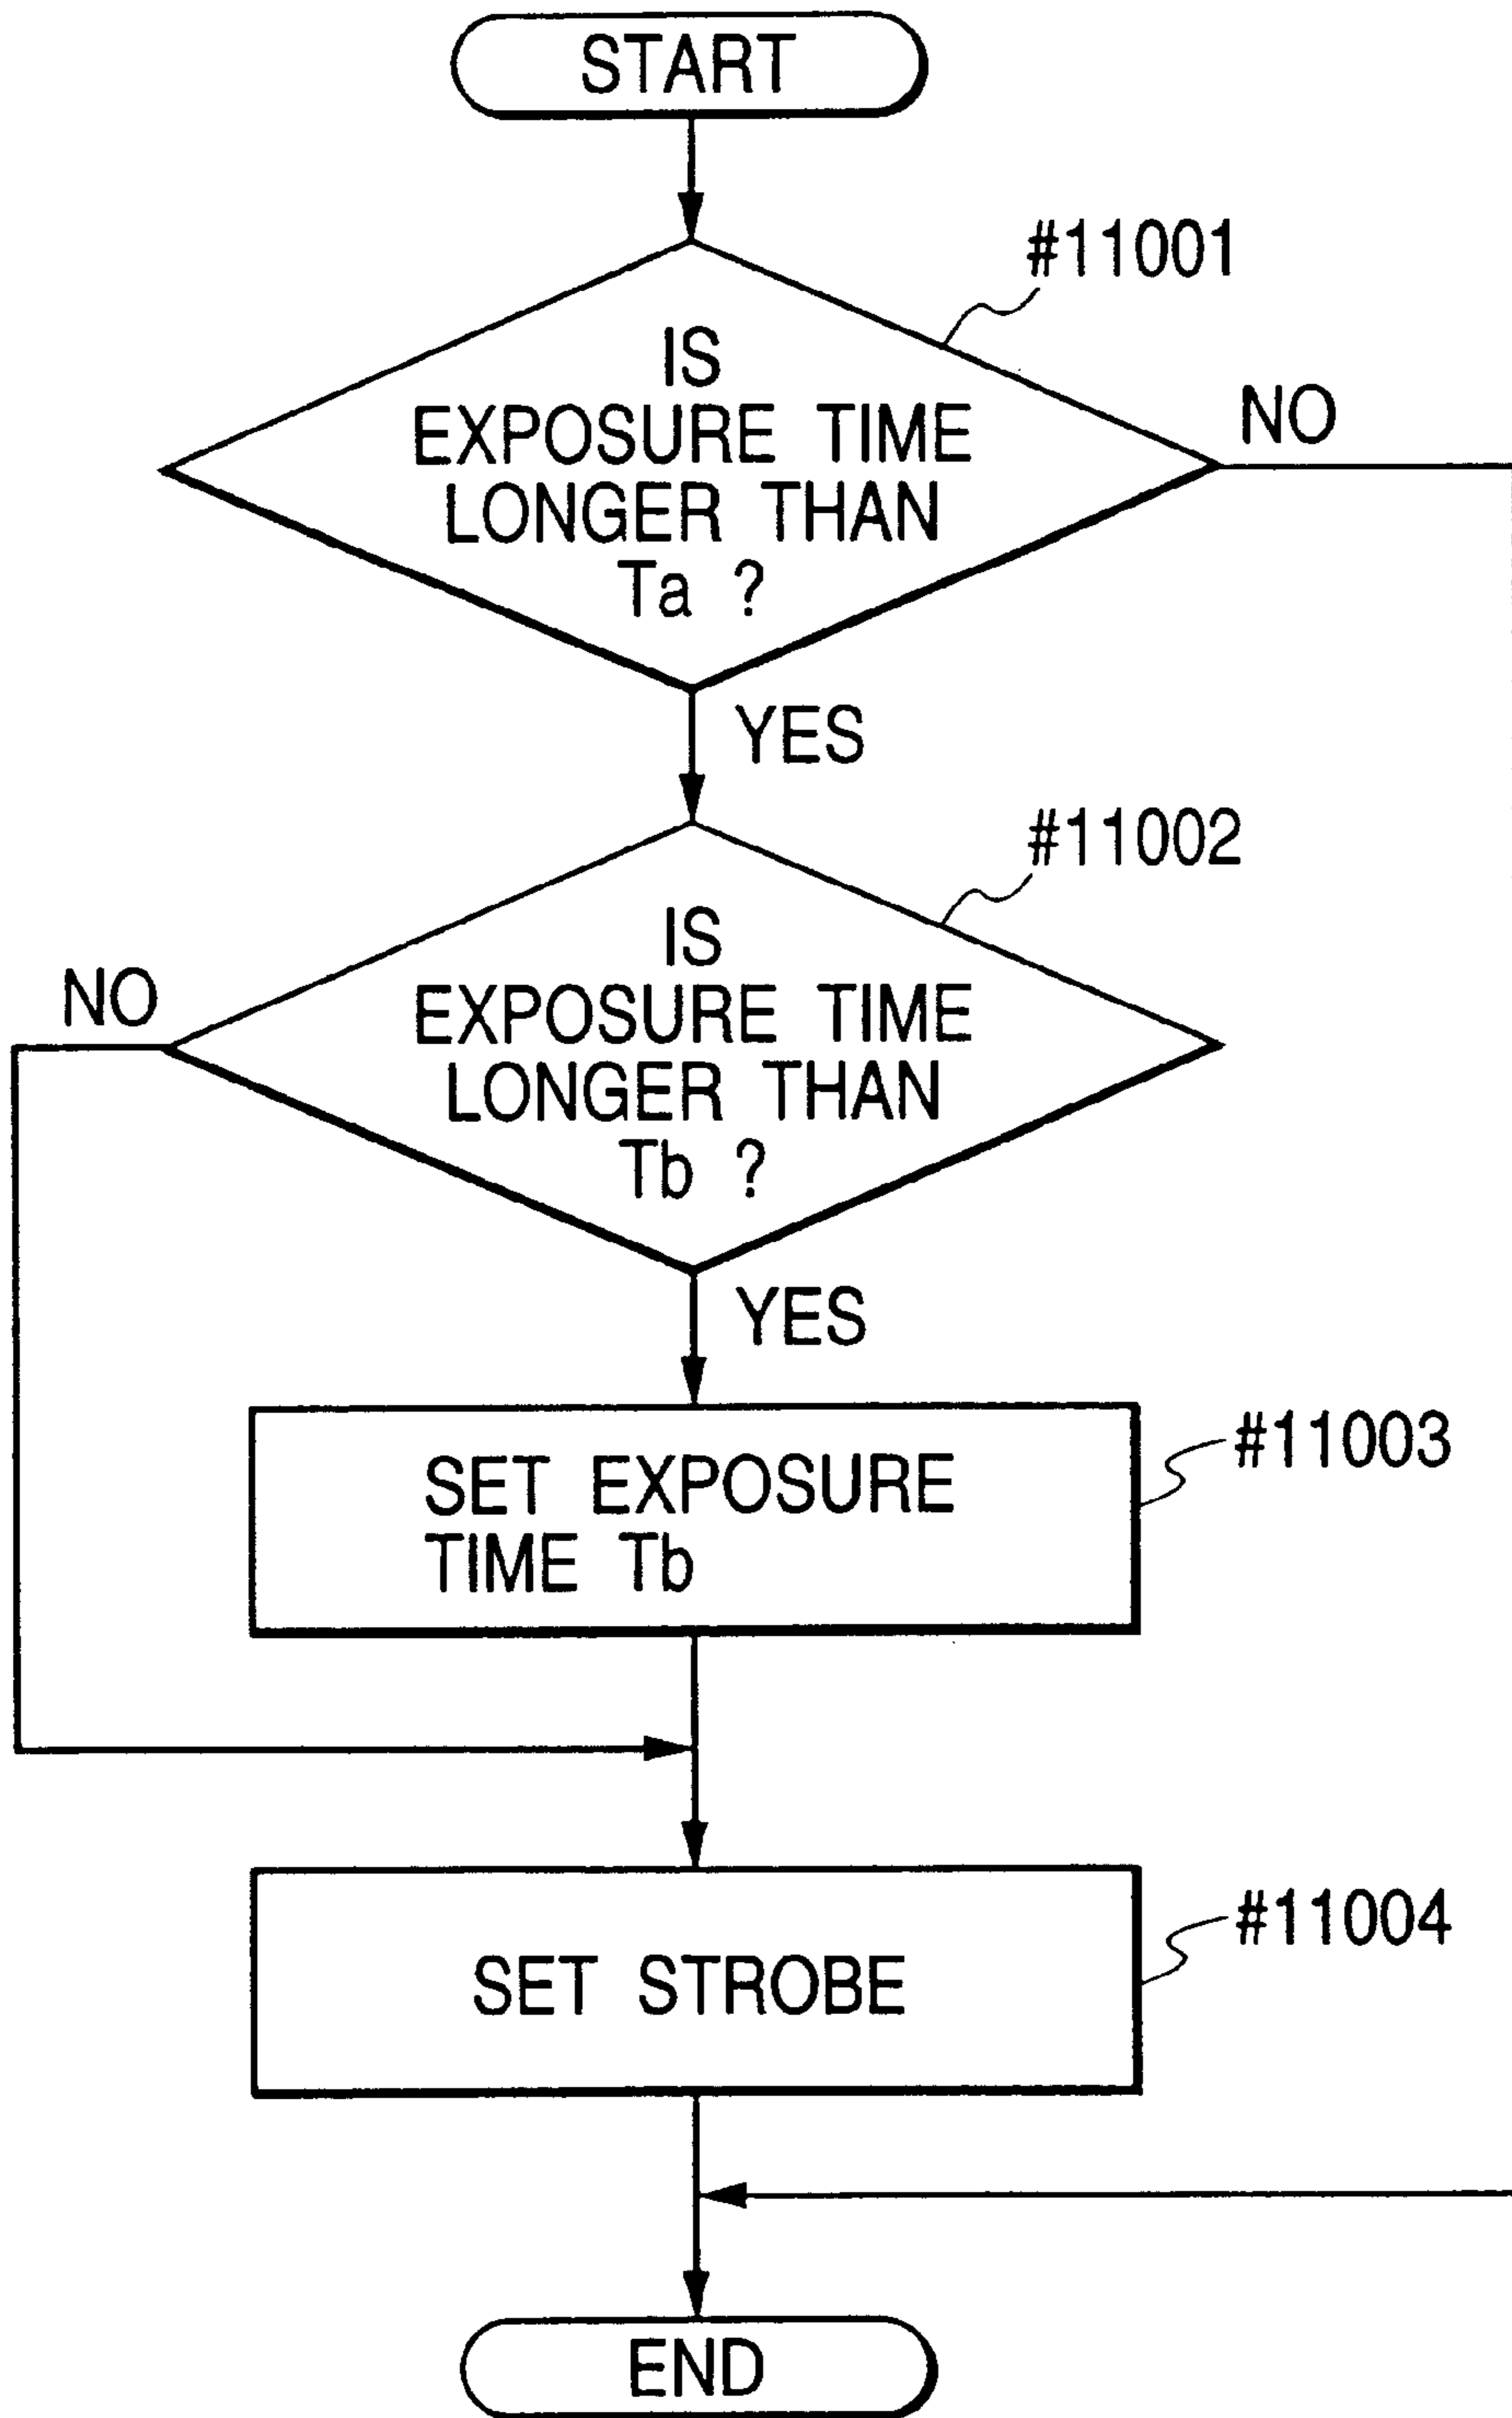 START
#11001
IS
EXPOSURE TIME
LONGER THAN
Ta ?
NO
YES
#11002
IS
EXPOSURE TIME
LONGER THAN
Tb ?
NO
YES
#11003
SET EXPOSURE
TIME Tb
#11004
SET STROBE
END